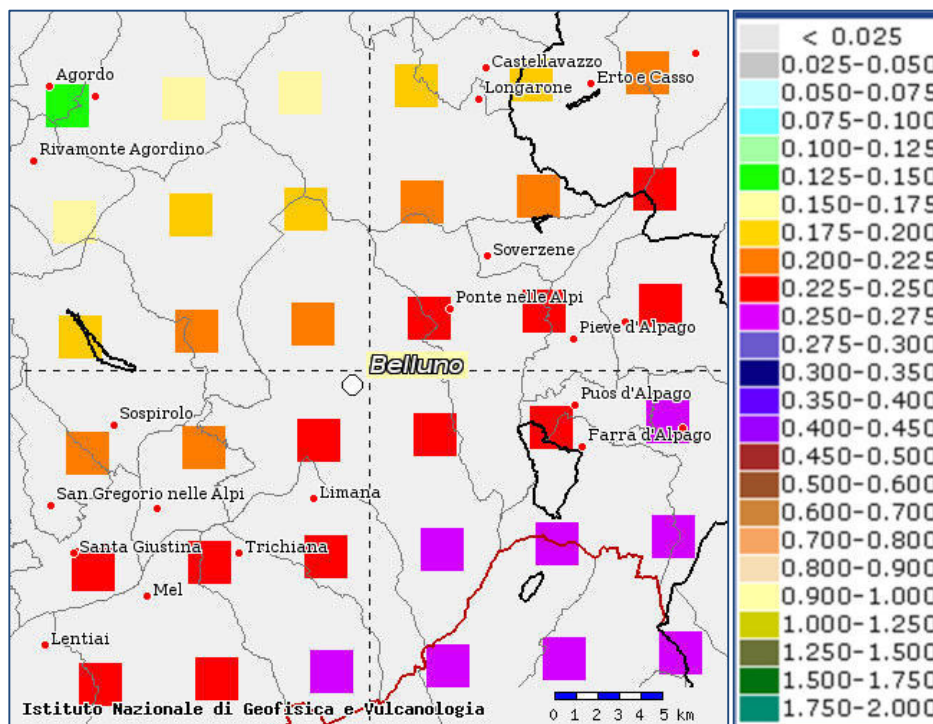 Castellavazzo
Agordo
Erto e Casso
Longarone
Rivamonte Agordino
Soverzene
Ponte nelle Alpi
Pieve d'Alpago
Belluno
Puos d'Alpago
Sospirolo
Farra d'Alpago
San Gregorio nelle Alpi
Limana
Santa Giustina
Trichiana
Mel
Lentiai
Istituto Nazionale di Geofisica e Vulcanologia
0 1 2 3 4 5 km
< 0.025
0.025-0.050
0.050-0.075
0.075-0.100
0.100-0.125
0.125-0.150
0.150-0.175
0.175-0.200
0.200-0.225
0.225-0.250
0.250-0.275
0.275-0.300
0.300-0.350
0.350-0.400
0.400-0.450
0.450-0.500
0.500-0.600
0.600-0.700
0.700-0.800
0.800-0.900
0.900-1.000
1.000-1.250
1.250-1.500
1.500-1.750
1.750-2.000